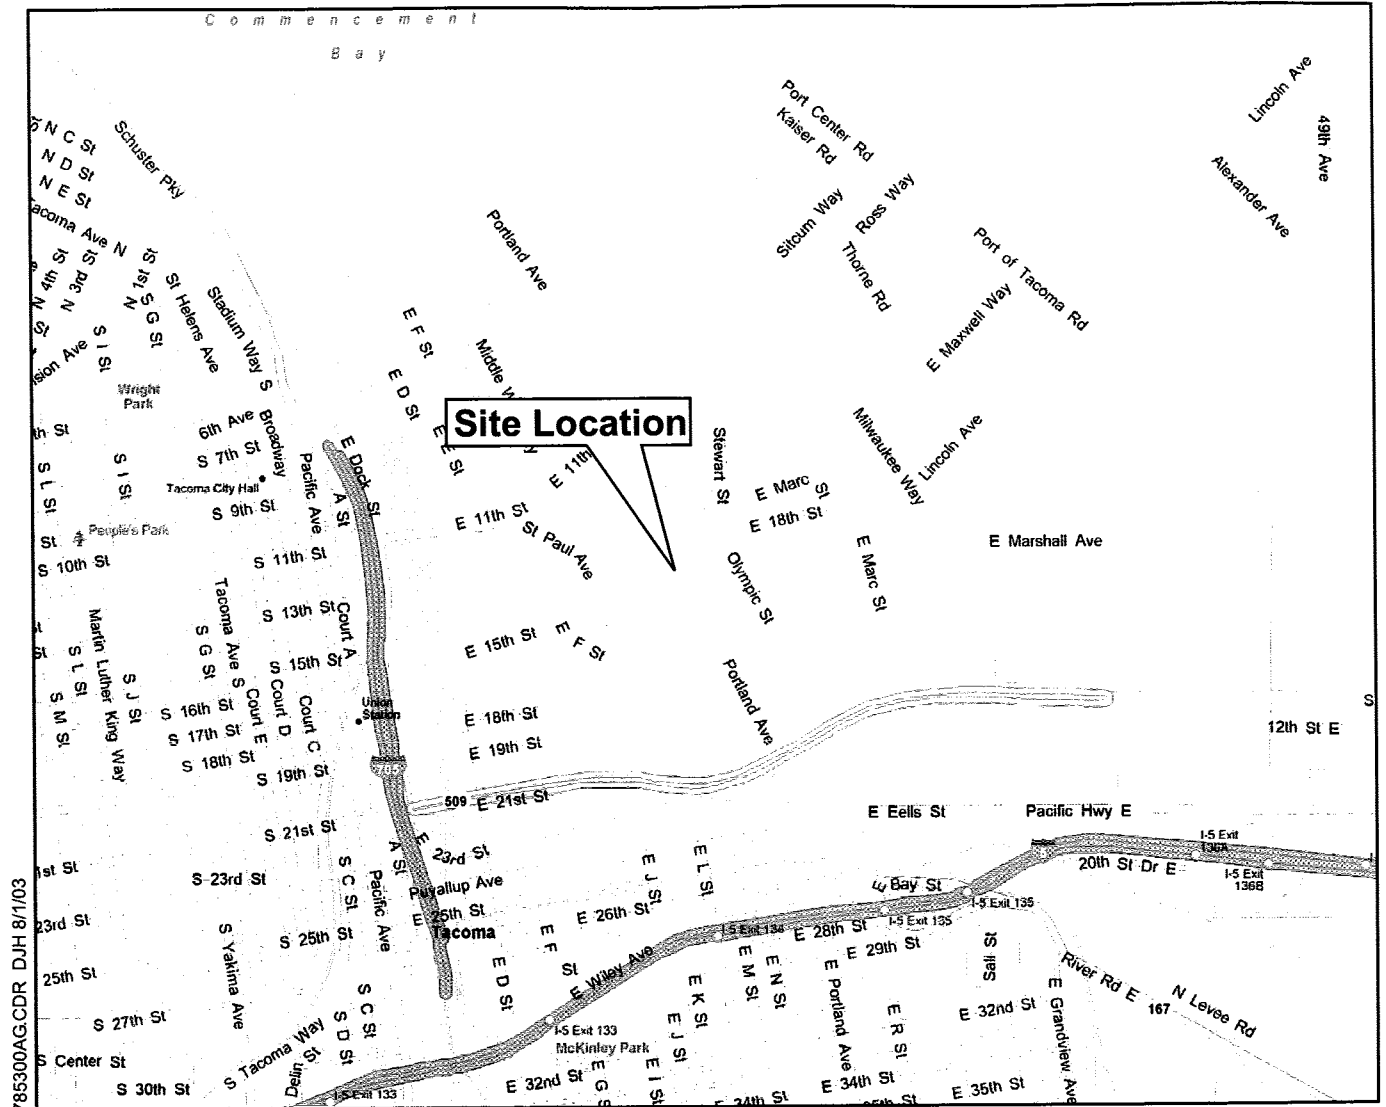 Commencement
Bay
N C St
N D St
N E St
Schuster Pky
Tacoma Ave N
N 4th St
N 3rd St
N 1st St
S G St
St Helens Ave
Stadium Way S
S I St
Wright
Park
Portland Ave
E F St
E D St
Port Center Rd
Kaiser Rd
Sitcum Way
Ross Way
Thorne Rd
Port of Tacoma Rd
E Maxwell Way
Lincoln Ave
49th Ave
Alexander Ave
6th Ave
Broadway
S 7th St
Tacoma City Hall
S 9th St
Pacific Ave
A St
E Dock St
S L St
S I St
People's Park
S 10th St
S 11th St
Site Location
E 11th
E 11th St
St Paul Ave
Stewart St
E Marc St
E 18th St
Milwaukee Way
Lincoln Ave
E Marc St
E Marshall Ave
Olympic St
Portland Ave
S 13th St
Court A
Tacoma Ave S
S G St
S 15th St
Martin Luther King Way
S L St
S J St
S M St
S 16th St
S 17th St
S 18th St
Court E
S Court D
Court C
S 19th St
Union
Station
705
E 15th St
E F St
E 18th St
E 19th St
509
E 21st St
12th St E
E Eells St
Pacific Hwy E
I-5 Exit
136A
20th St Dr E
I-5 Exit
136B
S 21st St
S 23rd St
S C St
Pacific Ave
A St
E 23rd St
Puyallup Ave
E 25th St
Tacoma
E 26th St
E J St
E L St
E Bay St
I-5 Exit 135
I-5 Exit 135
I-5 Exit 134
E 28th St
E 29th St
1st St
23rd St
25th St
S Yakima Ave
S 25th St
S 27th St
S Center St
S 30th St
S Tacoma Way
Delin St
S D St
S C St
E D St
E F St
E Wiley Ave
I-5 Exit 133
McKinley Park
I-5 Exit 133
E 32nd St
E G S
E I St
E J St
E K St
E M St
E N St
E Portland Ave
E R St
Sall St
E 32nd St
E Grandview Ave
River Rd E
167
N Levee Rd
34th St
E 34th St
E 35th St
785300AG.CDR DJH 8/1/03